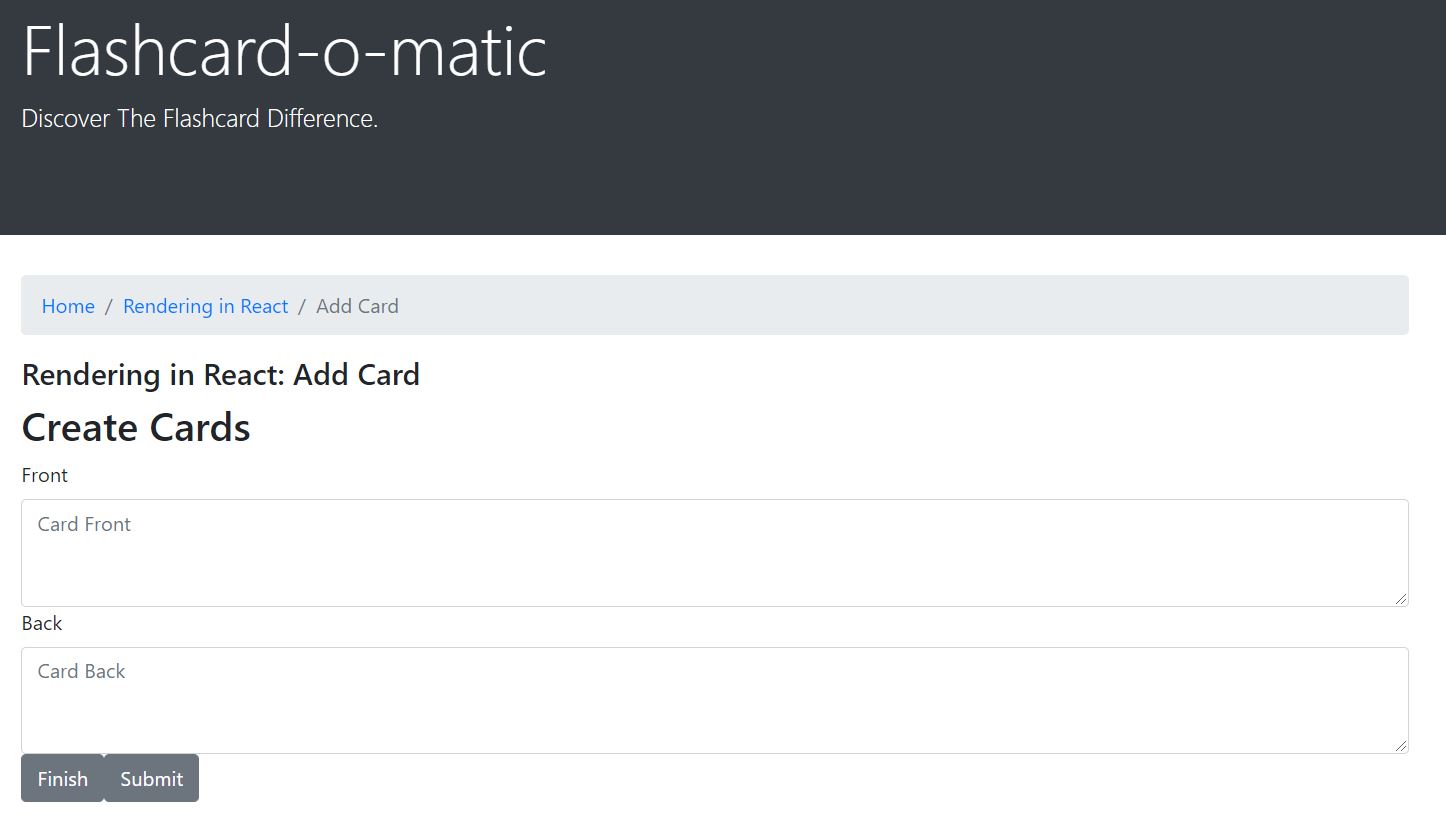 Flashcard-o-matic
Discover The Flashcard Difference.
Home / Rendering in React / Add Card
Rendering in React: Add Card
Create Cards
Front
Card Front
Back
Card Back
Finish Submit